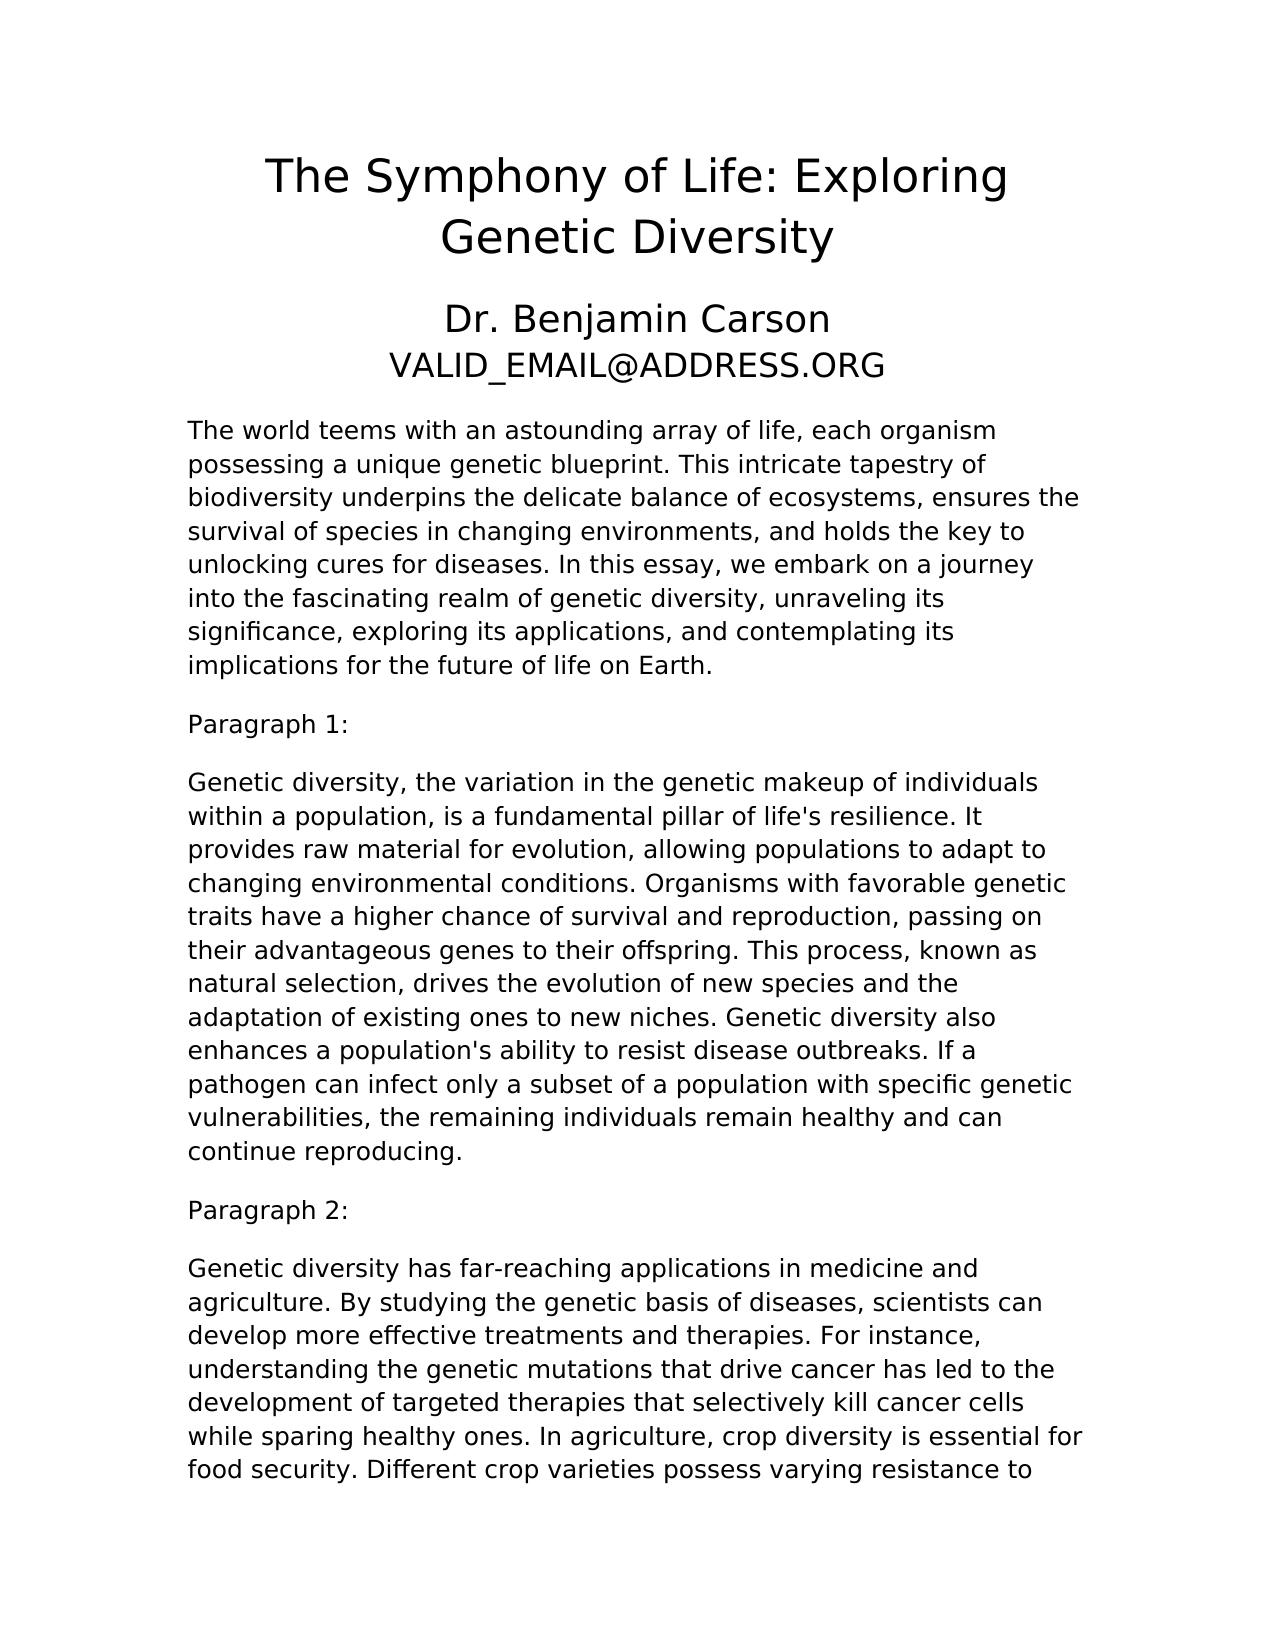 The Symphony of Life: Exploring
Genetic Diversity
Dr. Benjamin Carson
VALID_EMAIL@ADDRESS.ORG
The world teems with an astounding array of life, each organism
possessing a unique genetic blueprint. This intricate tapestry of
biodiversity underpins the delicate balance of ecosystems, ensures the
survival of species in changing environments, and holds the key to
unlocking cures for diseases. In this essay, we embark on a journey
into the fascinating realm of genetic diversity, unraveling its
significance, exploring its applications, and contemplating its
implications for the future of life on Earth.
Paragraph 1:
Genetic diversity, the variation in the genetic makeup of individuals
within a population, is a fundamental pillar of life's resilience. It
provides raw material for evolution, allowing populations to adapt to
changing environmental conditions. Organisms with favorable genetic
traits have a higher chance of survival and reproduction, passing on
their advantageous genes to their offspring. This process, known as
natural selection, drives the evolution of new species and the
adaptation of existing ones to new niches. Genetic diversity also
enhances a population's ability to resist disease outbreaks. If a
pathogen can infect only a subset of a population with specific genetic
vulnerabilities, the remaining individuals remain healthy and can
continue reproducing.
Paragraph 2:
Genetic diversity has far-reaching applications in medicine and
agriculture. By studying the genetic basis of diseases, scientists can
develop more effective treatments and therapies. For instance,
understanding the genetic mutations that drive cancer has led to the
development of targeted therapies that selectively kill cancer cells
while sparing healthy ones. In agriculture, crop diversity is essential for
food security. Different crop varieties possess varying resistance to